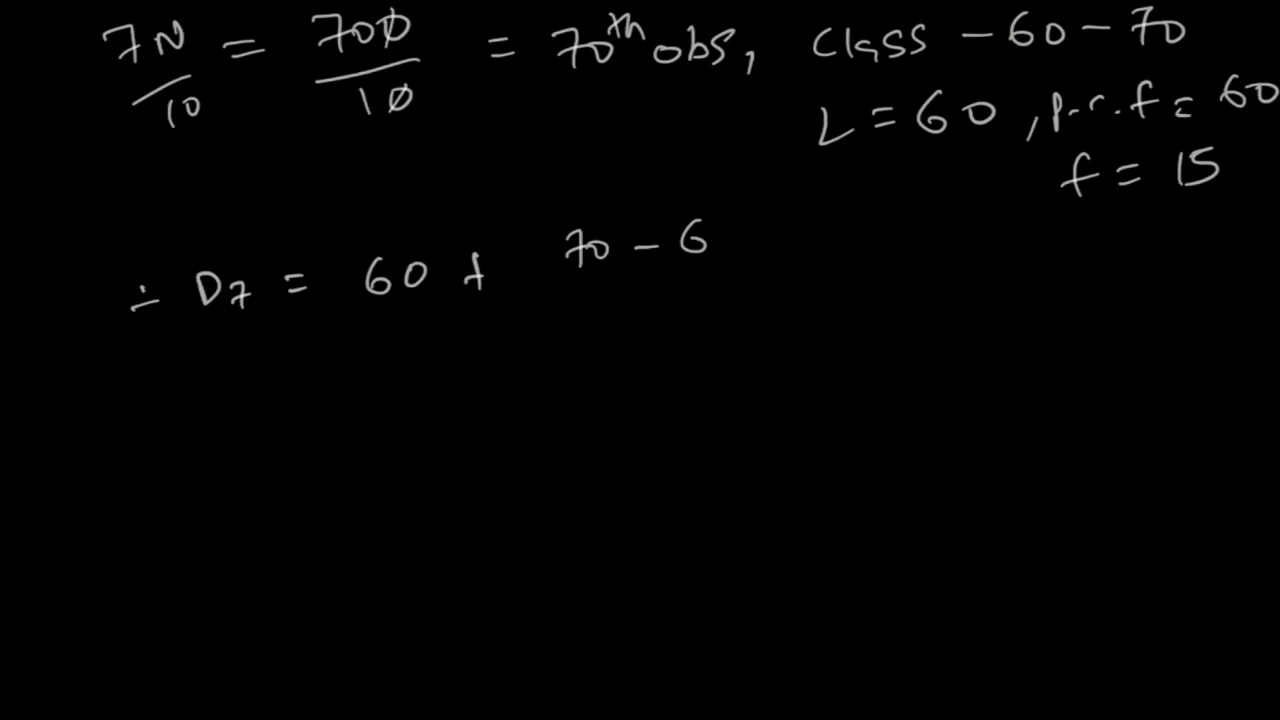 7N/10 = 700/10 = 70th obs, Class - 60 - 70
L = 60, p.c.f = 60
f = 15
∴ D7 = 60 + 70 - 6